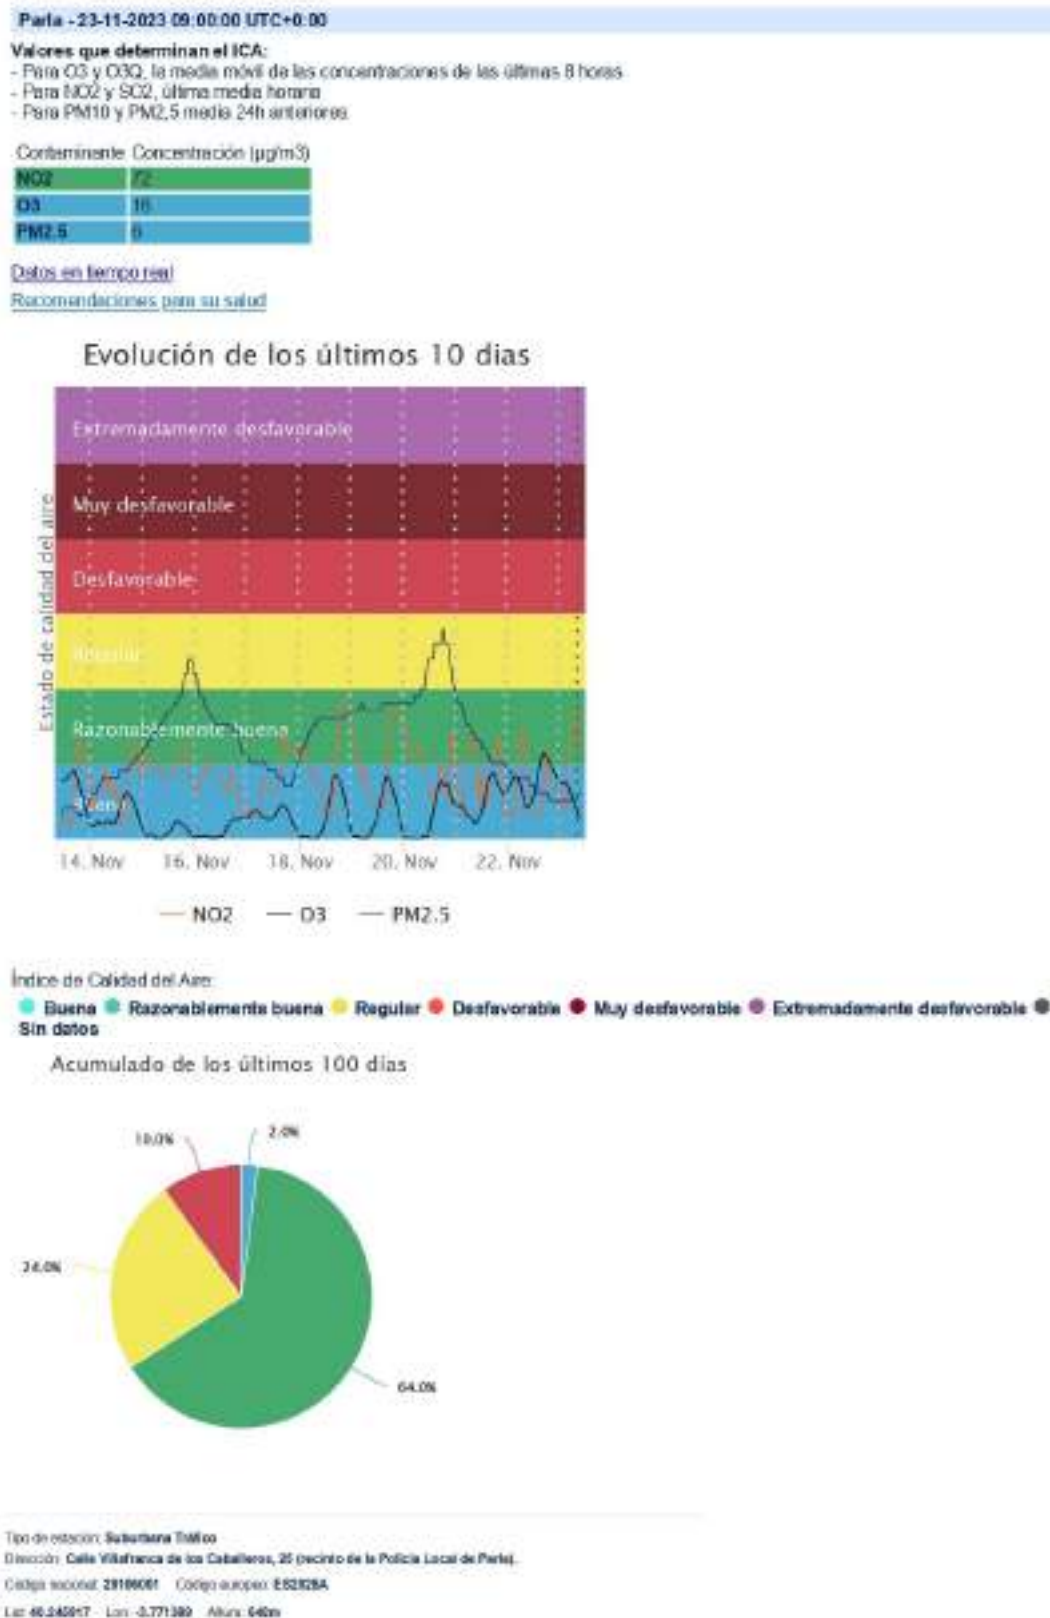 Parla - 23-11-2023 09:00:00 UTC+0:00
Valores que determinan el ICA:
- Para O3 y O3Q, la media móvil de las concentraciones de las últimas 8 horas
- Para NO2 y SO2, última media horaria
- Para PM10 y PM2,5 media 24h anteriores
Contaminante Concentración (µg/m3)
NO2 72
O3 16
PM2.5 6
Datos en tiempo real
Recomendaciones para su salud
Evolución de los últimos 10 dias
Estado de calidad del aire
Extremadamente desfavorable
Muy desfavorable
Desfavorable
Regular
Razonablemente buena
Buena
14. Nov 16. Nov 18. Nov 20. Nov 22. Nov
NO2 O3 PM2.5
Índice de Calidad del Aire:
Buena Razonablemente buena Regular Desfavorable Muy desfavorable Extremadamente desfavorable
Sin datos
Acumulado de los últimos 100 días
10.0% 2.0%
24.0%
64.0%
Tipo de estación: Suburbana Tráfico
Dirección: Calle Villafranca de los Caballeros, 25 (recinto de la Policía Local de Parla).
Código nacional: 28106001 Código europeo:
Lat: Lon: Altura: